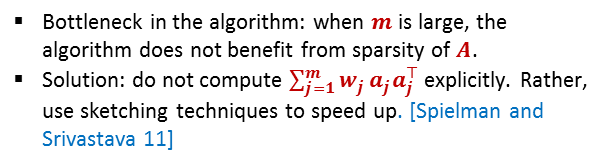 ▪ Bottleneck in the algorithm: when m is large, the
algorithm does not benefit from sparsity of A.
▪ Solution: do not compute ∑_{j=1}^{m} w_j a_j a_j^⊤ explicitly. Rather,
use sketching techniques to speed up. [Spielman and
Srivastava 11]